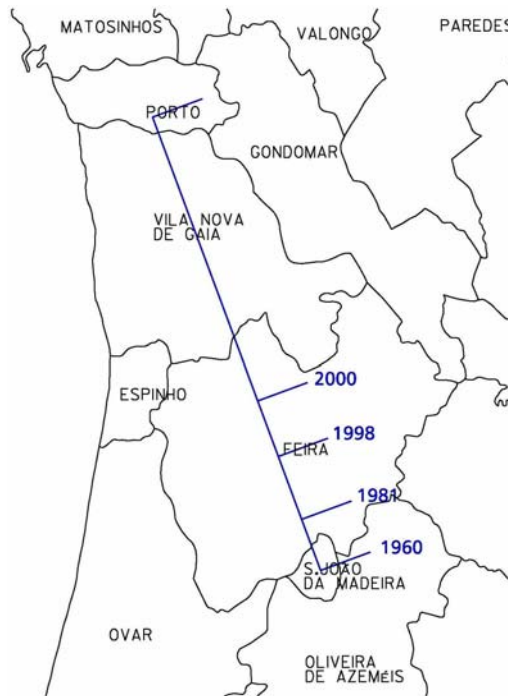 MATOSINHOS
VALONGO
PAREDES
PORTO
GONDOMAR
VILA NOVA
DE GAIA
2000
ESPINHO
1998
FEIRA
1981
1960
S.JOÃO
DA MADEIRA
OVAR
OLIVEIRA
DE AZEMÉIS